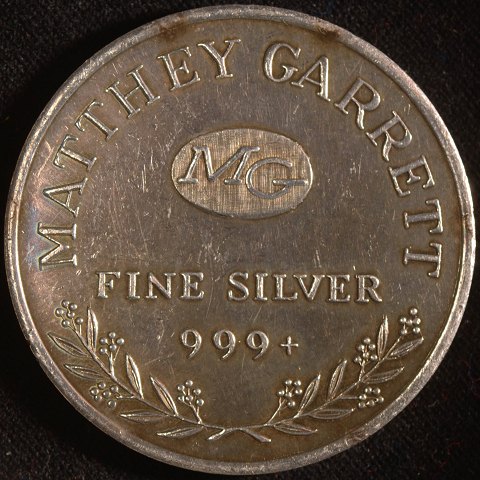 MATTHEY GARRETT
MG
FINE SILVER
999+